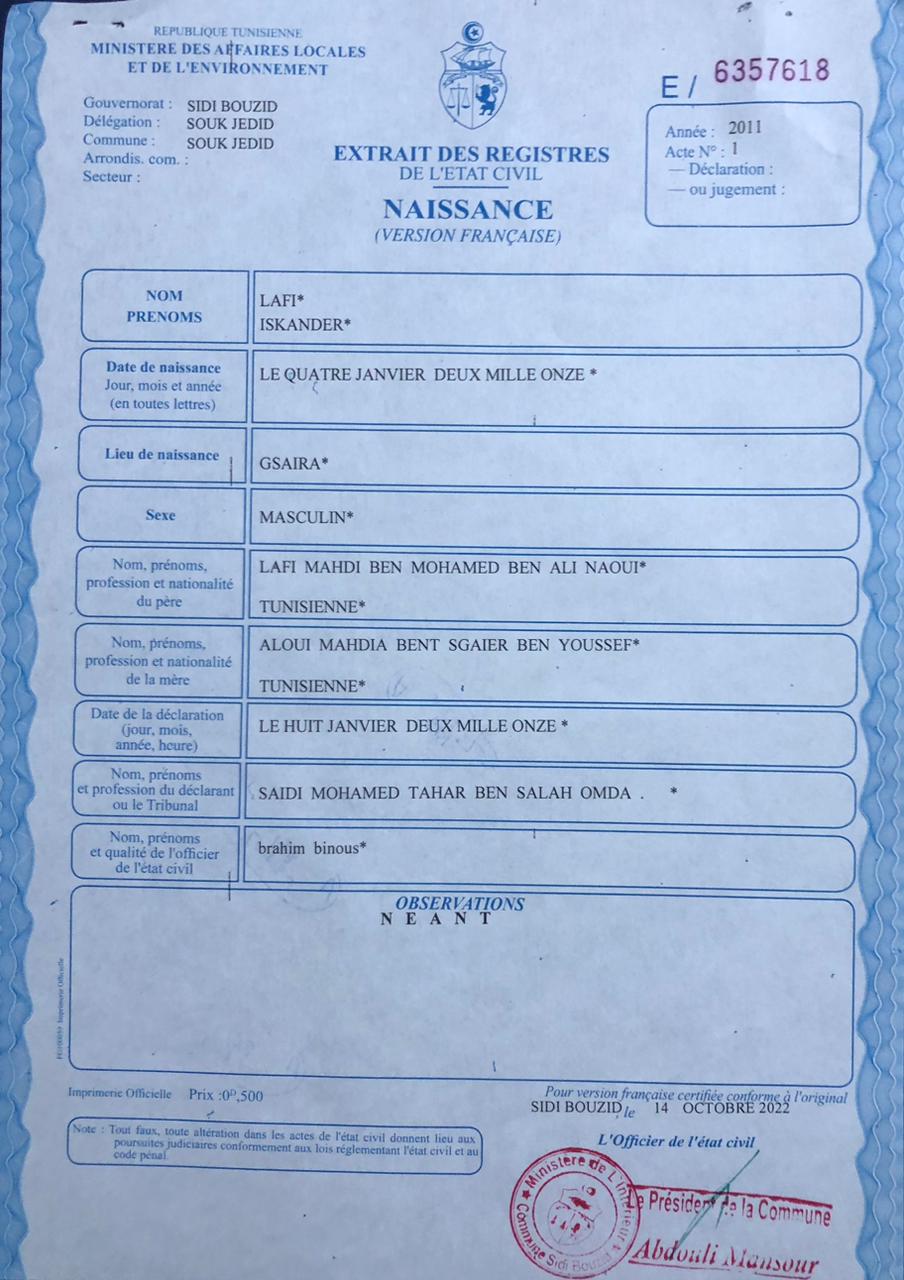 REPUBLIQUE TUNISIENNE
MINISTERE DES AFFAIRES LOCALES
ET DE L'ENVIRONNEMENT
E / 6357618
Gouvernorat : SIDI BOUZID
Délégation : SOUK JEDID
Commune : SOUK JEDID
Arrondis. com. :
Secteur :
Année : 2011
Acte N° : 1
— Déclaration :
— ou jugement :
EXTRAIT DES REGISTRES
DE L'ETAT CIVIL
NAISSANCE
(VERSION FRANÇAISE)
NOM
PRENOMS
LAFI*
ISKANDER*
Date de naissance
Jour, mois et année
(en toutes lettres)
LE QUATRE JANVIER DEUX MILLE ONZE *
Lieu de naissance
GSAIRA*
Sexe
MASCULIN*
Nom, prénoms,
profession et nationalité
du père
LAFI MAHDI BEN MOHAMED BEN ALI NAOUI*
TUNISIENNE*
Nom, prénoms,
profession et nationalité
de la mère
ALOUI MAHDIA BENT SGAIER BEN YOUSSEF*
TUNISIENNE*
Date de la déclaration
(jour, mois,
année, heure)
LE HUIT JANVIER DEUX MILLE ONZE *
Nom, prénoms
et profession du déclarant
ou le Tribunal
SAIDI MOHAMED TAHAR BEN SALAH OMDA . *
Nom, prénoms
et qualité de l'officier
de l'état civil
brahim binous*
OBSERVATIONS
N E A N T
Imprimerie Officielle
Imprimerie Officielle Prix :0ᴰ,500
Pour version française certifiée conforme à l'original
SIDI BOUZID le 14 OCTOBRE 2022
Note : Tout faux, toute altération dans les actes de l'état civil donnent lieu aux
poursuites judiciaires conformement aux lois réglementant l'état civil et au
code pénal.
L'Officier de l'état civil
Ministère de L'Intérieur
Commune Sidi Bouzid
Le Président de la Commune
Abdouli Mansour